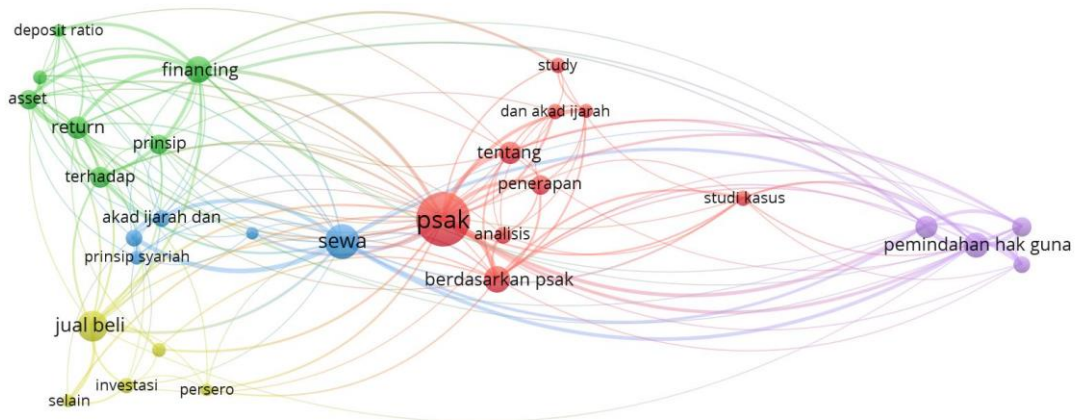 deposit ratio
financing
study
asset
dan akad ijarah
return
prinsip
tentang
terhadap
penerapan
studi kasus
akad ijarah dan
psak
sewa
analisis
pemindahan hak guna
prinsip syariah
berdasarkan psak
jual beli
investasi
persero
selain